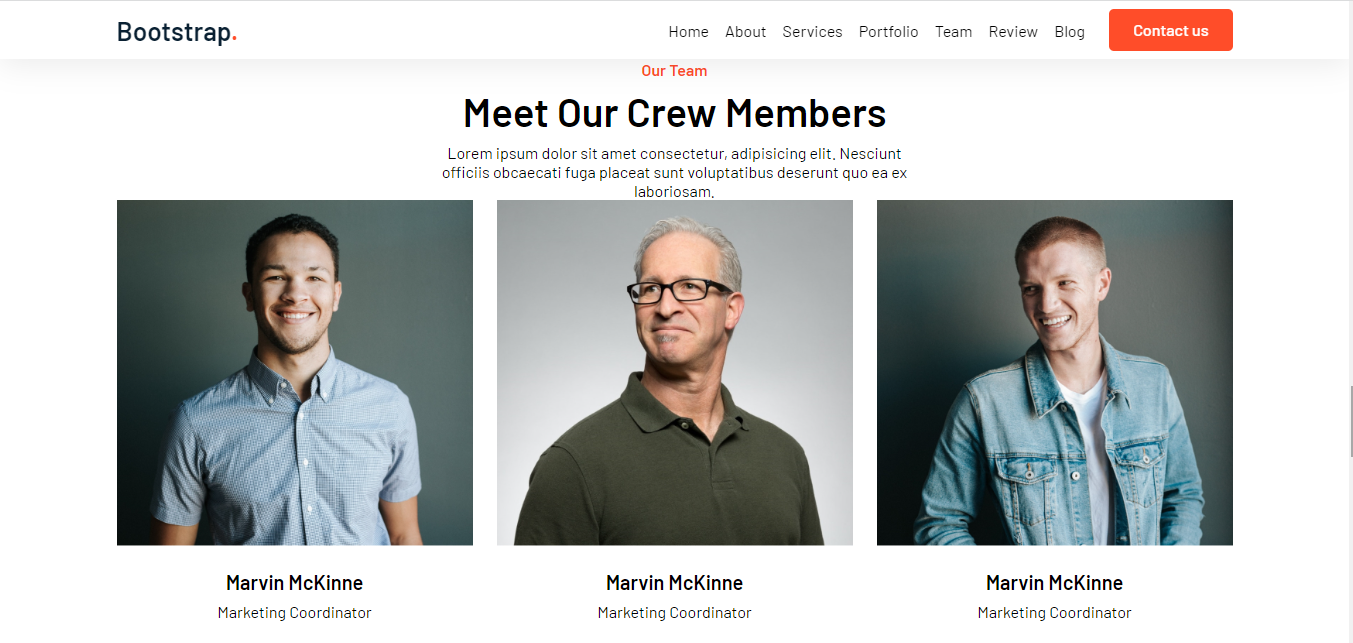 Bootstrap.
Home About Services Portfolio Team Review Blog Contact us
Our Team
Meet Our Crew Members
Lorem ipsum dolor sit amet consectetur, adipisicing elit. Nesciunt
officiis obcaecati fuga placeat sunt voluptatibus deserunt quo ea ex
laboriosam.
Marvin McKinne
Marketing Coordinator
Marvin McKinne
Marketing Coordinator
Marvin McKinne
Marketing Coordinator